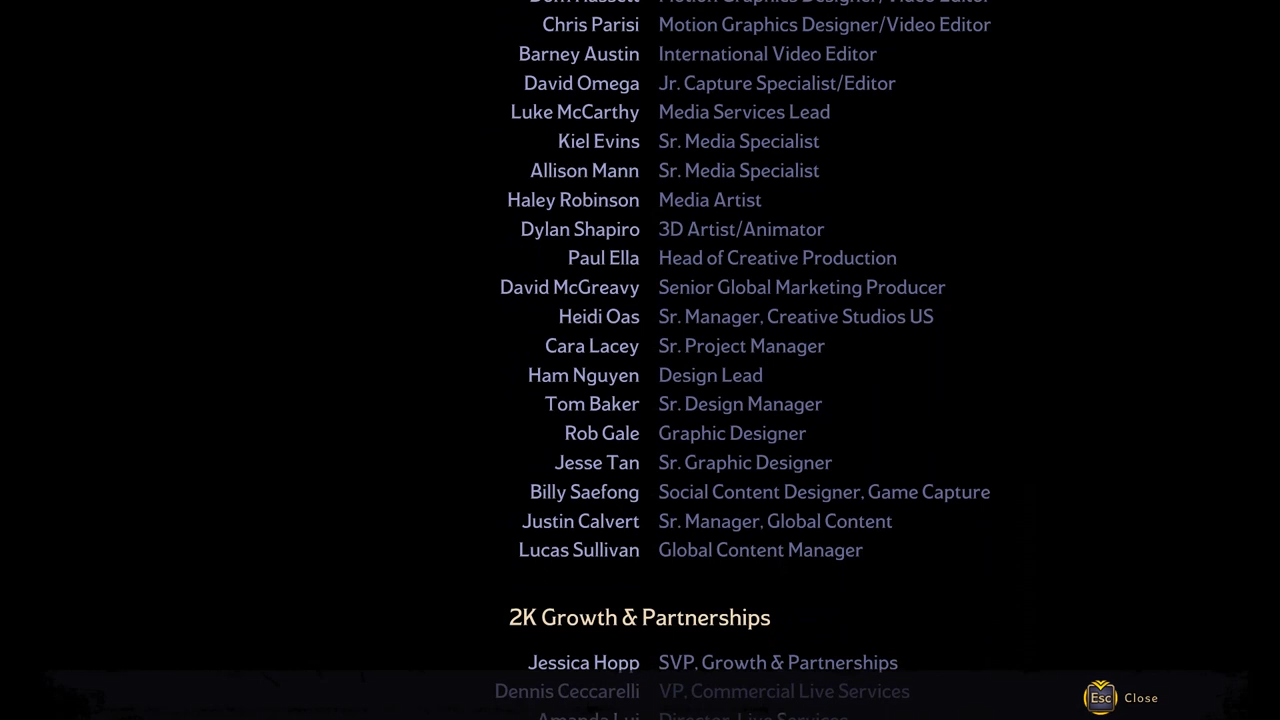 Chris Parisi Motion Graphics Designer/Video Editor
Barney Austin International Video Editor
David Omega Jr. Capture Specialist/Editor
Luke McCarthy Media Services Lead
Kiel Evins Sr. Media Specialist
Allison Mann Sr. Media Specialist
Haley Robinson Media Artist
Dylan Shapiro 3D Artist/Animator
Paul Ella Head of Creative Production
David McGreavy Senior Global Marketing Producer
Heidi Oas Sr. Manager, Creative Studios US
Cara Lacey Sr. Project Manager
Ham Nguyen Design Lead
Tom Baker Sr. Design Manager
Rob Gale Graphic Designer
Jesse Tan Sr. Graphic Designer
Billy Saefong Social Content Designer, Game Capture
Justin Calvert Sr. Manager, Global Content
Lucas Sullivan Global Content Manager
2K Growth & Partnerships
Jessica Hopp SVP, Growth & Partnerships
Dennis Ceccarelli VP, Commercial Live Services
Esc Close